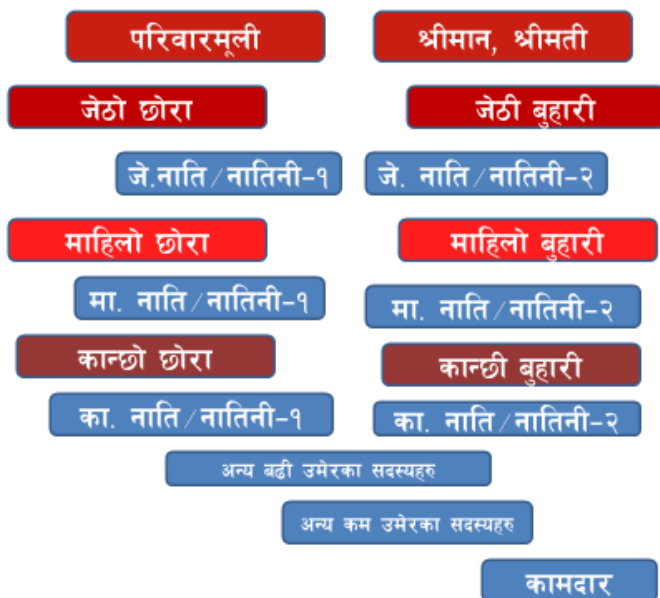 परिवारमूली
श्रीमान, श्रीमती
जेठो छोरा
जेठी बुहारी
जे.नाति/नातिनी-१
जे. नाति/नातिनी-२
माहिलो छोरा
माहिलो बुहारी
मा. नाति/नातिनी-१
मा. नाति/नातिनी-२
कान्छो छोरा
कान्छी बुहारी
का. नाति/नातिनी-१
का. नाति/नातिनी-२
अन्य बढी उमेरका सदस्यहरु
अन्य कम उमेरका सदस्यहरु
कामदार